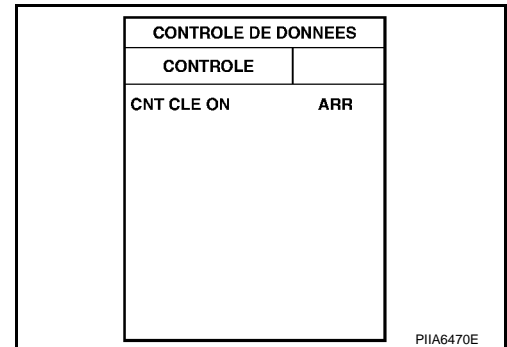 CONTROLE DE DONNEES
CONTROLE
CNT CLE ON ARR
PIIA6470E